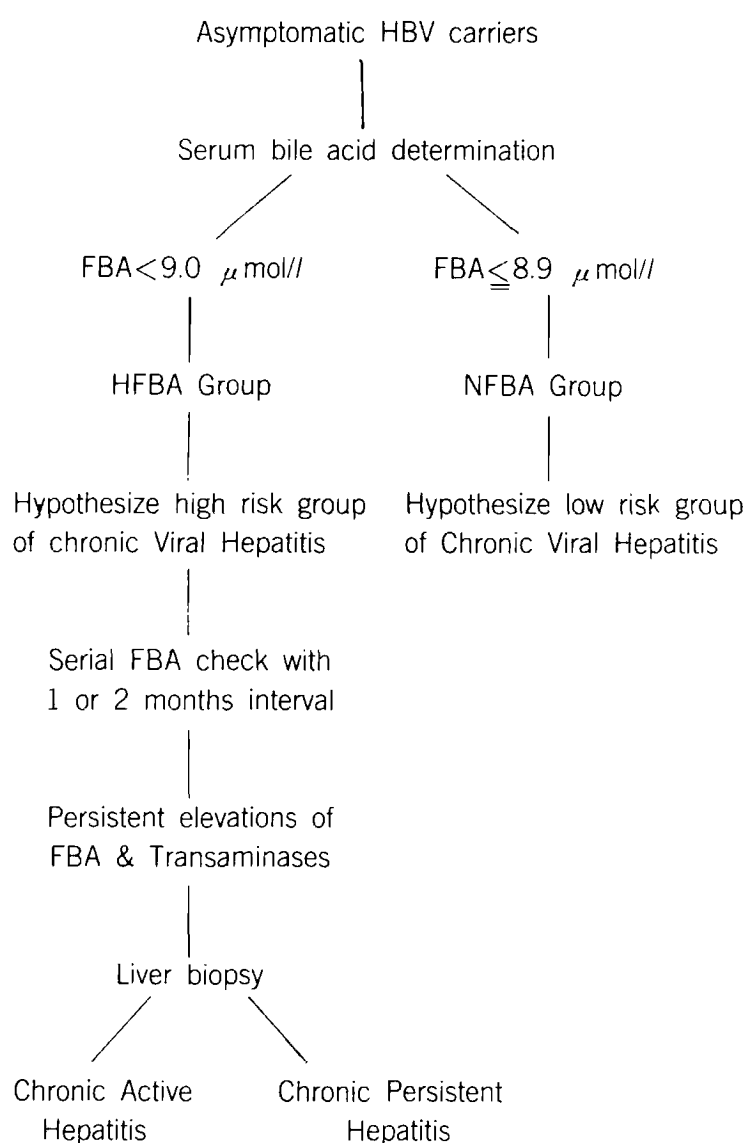 Asymptomatic HBV carriers
Serum bile acid determination
FBA<9.0 μmol/l
FBA≦8.9 μmol/l
HFBA Group
NFBA Group
Hypothesize high risk group
of chronic Viral Hepatitis
Hypothesize low risk group
of Chronic Viral Hepatitis
Serial FBA check with
1 or 2 months interval
Persistent elevations of
FBA & Transaminases
Liver biopsy
Chronic Active
Hepatitis
Chronic Persistent
Hepatitis